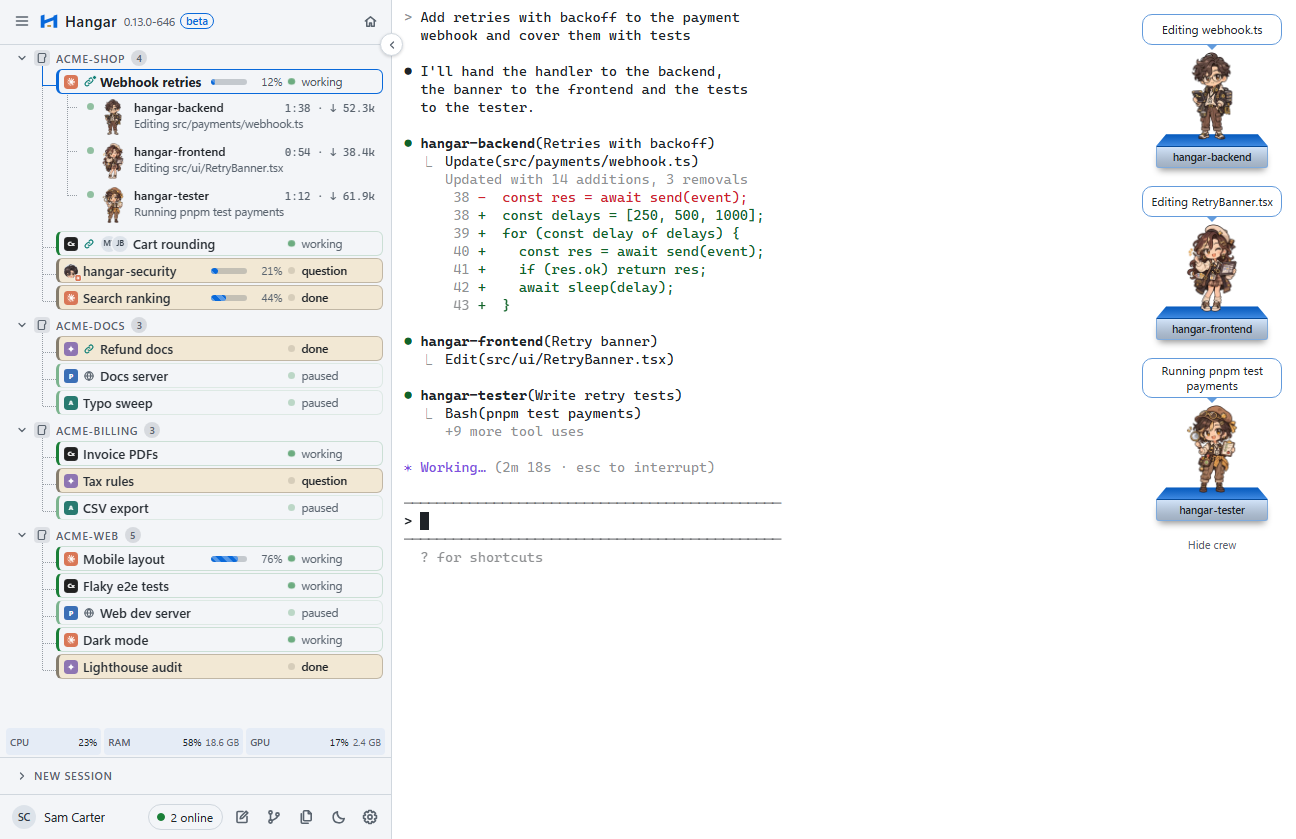 Hangar 0.13.0-646 beta
ACME-SHOP 4
Webhook retries 12% working
hangar-backend 1:38 · ↓ 52.3k
Editing src/payments/webhook.ts
hangar-frontend 0:54 · ↓ 38.4k
Editing src/ui/RetryBanner.tsx
hangar-tester 1:12 · ↓ 61.9k
Running pnpm test payments
Cx M JB Cart rounding working
hangar-security 21% question
Search ranking 44% done
ACME-DOCS 3
Refund docs done
P Docs server paused
A Typo sweep paused
ACME-BILLING 3
Cx Invoice PDFs working
Tax rules question
A CSV export paused
ACME-WEB 5
Mobile layout 76% working
Cx Flaky e2e tests working
P Web dev server paused
Dark mode working
Lighthouse audit done
CPU 23% RAM 58% 18.6 GB GPU 17% 2.4 GB
NEW SESSION
SC Sam Carter 2 online
> Add retries with backoff to the payment
webhook and cover them with tests
● I'll hand the handler to the backend,
the banner to the frontend and the tests
to the tester.
● hangar-backend(Retries with backoff)
⎿ Update(src/payments/webhook.ts)
Updated with 14 additions, 3 removals
38 - const res = await send(event);
38 + const delays = [250, 500, 1000];
39 + for (const delay of delays) {
40 + const res = await send(event);
41 + if (res.ok) return res;
42 + await sleep(delay);
43 + }
● hangar-frontend(Retry banner)
⎿ Edit(src/ui/RetryBanner.tsx)
● hangar-tester(Write retry tests)
⎿ Bash(pnpm test payments)
+9 more tool uses
* Working… (2m 18s · esc to interrupt)
>
? for shortcuts
Editing webhook.ts
hangar-backend
Editing RetryBanner.tsx
hangar-frontend
Running pnpm test
payments
hangar-tester
Hide crew